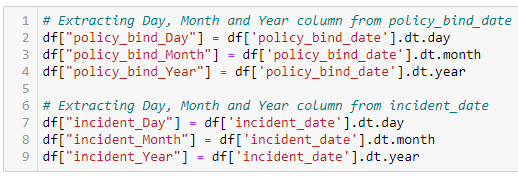 1 # Extracting Day, Month and Year column from policy_bind_date
2 df["policy_bind_Day"] = df['policy_bind_date'].dt.day
3 df["policy_bind_Month"] = df['policy_bind_date'].dt.month
4 df["policy_bind_Year"] = df['policy_bind_date'].dt.year
5
6 # Extracting Day, Month and Year column from incident_date
7 df["incident_Day"] = df['incident_date'].dt.day
8 df["incident_Month"] = df['incident_date'].dt.month
9 df["incident_Year"] = df['incident_date'].dt.year